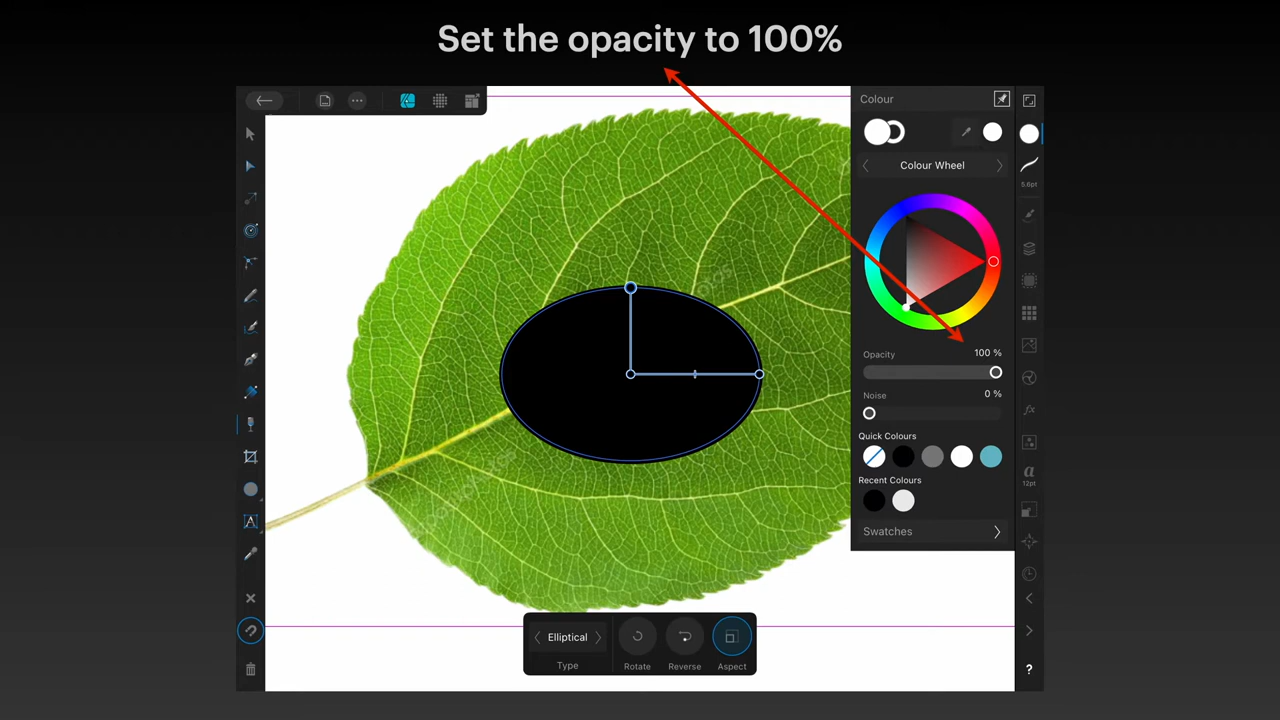 Set the opacity to 100%
Colour
Colour Wheel
5.6pt
Opacity
100 %
Noise
0 %
Quick Colours
Recent Colours
Swatches
fx
a
12pt
A
?
Elliptical
Type
Rotate
Reverse
Aspect